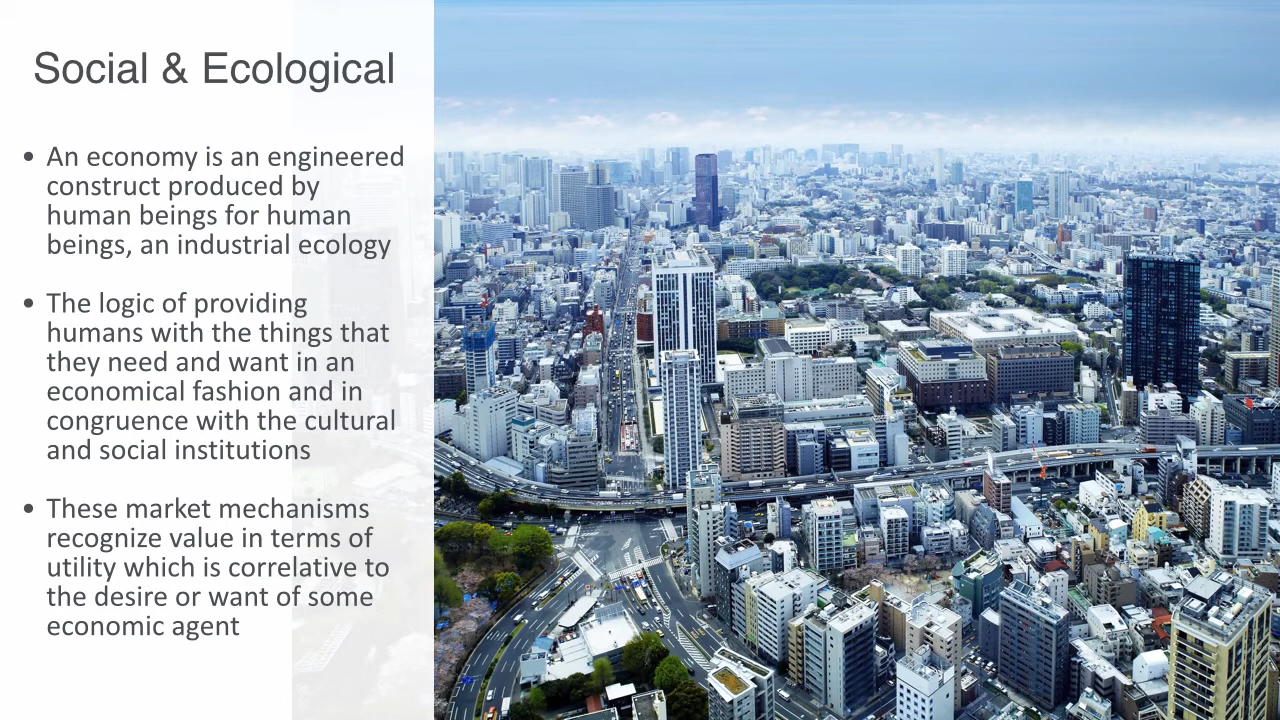 Social & Ecological
• An economy is an engineered
construct produced by
human beings for human
beings, an industrial ecology
• The logic of providing
humans with the things that
they need and want in an
economical fashion and in
congruence with the cultural
and social institutions
• These market mechanisms
recognize value in terms of
utility which is correlative to
the desire or want of some
economic agent